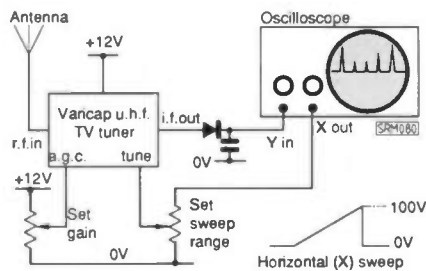 Antenna
+12V
Oscilloscope
Varicap u.h.f.
TV tuner
r.f.in
i.f.out
a.g.c.
tune
0V
Y in
X out
SRM080
+12V
Set
gain
0V
Set
sweep
range
100V
0V
Horizontal (X) sweep